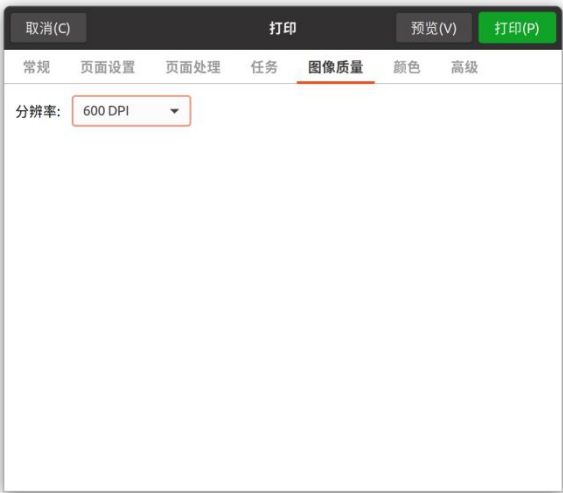 取消(C) 打印 预览(V) 打印(P)
常规 页面设置 页面处理 任务 图像质量 颜色 高级
分辨率: 600 DPI